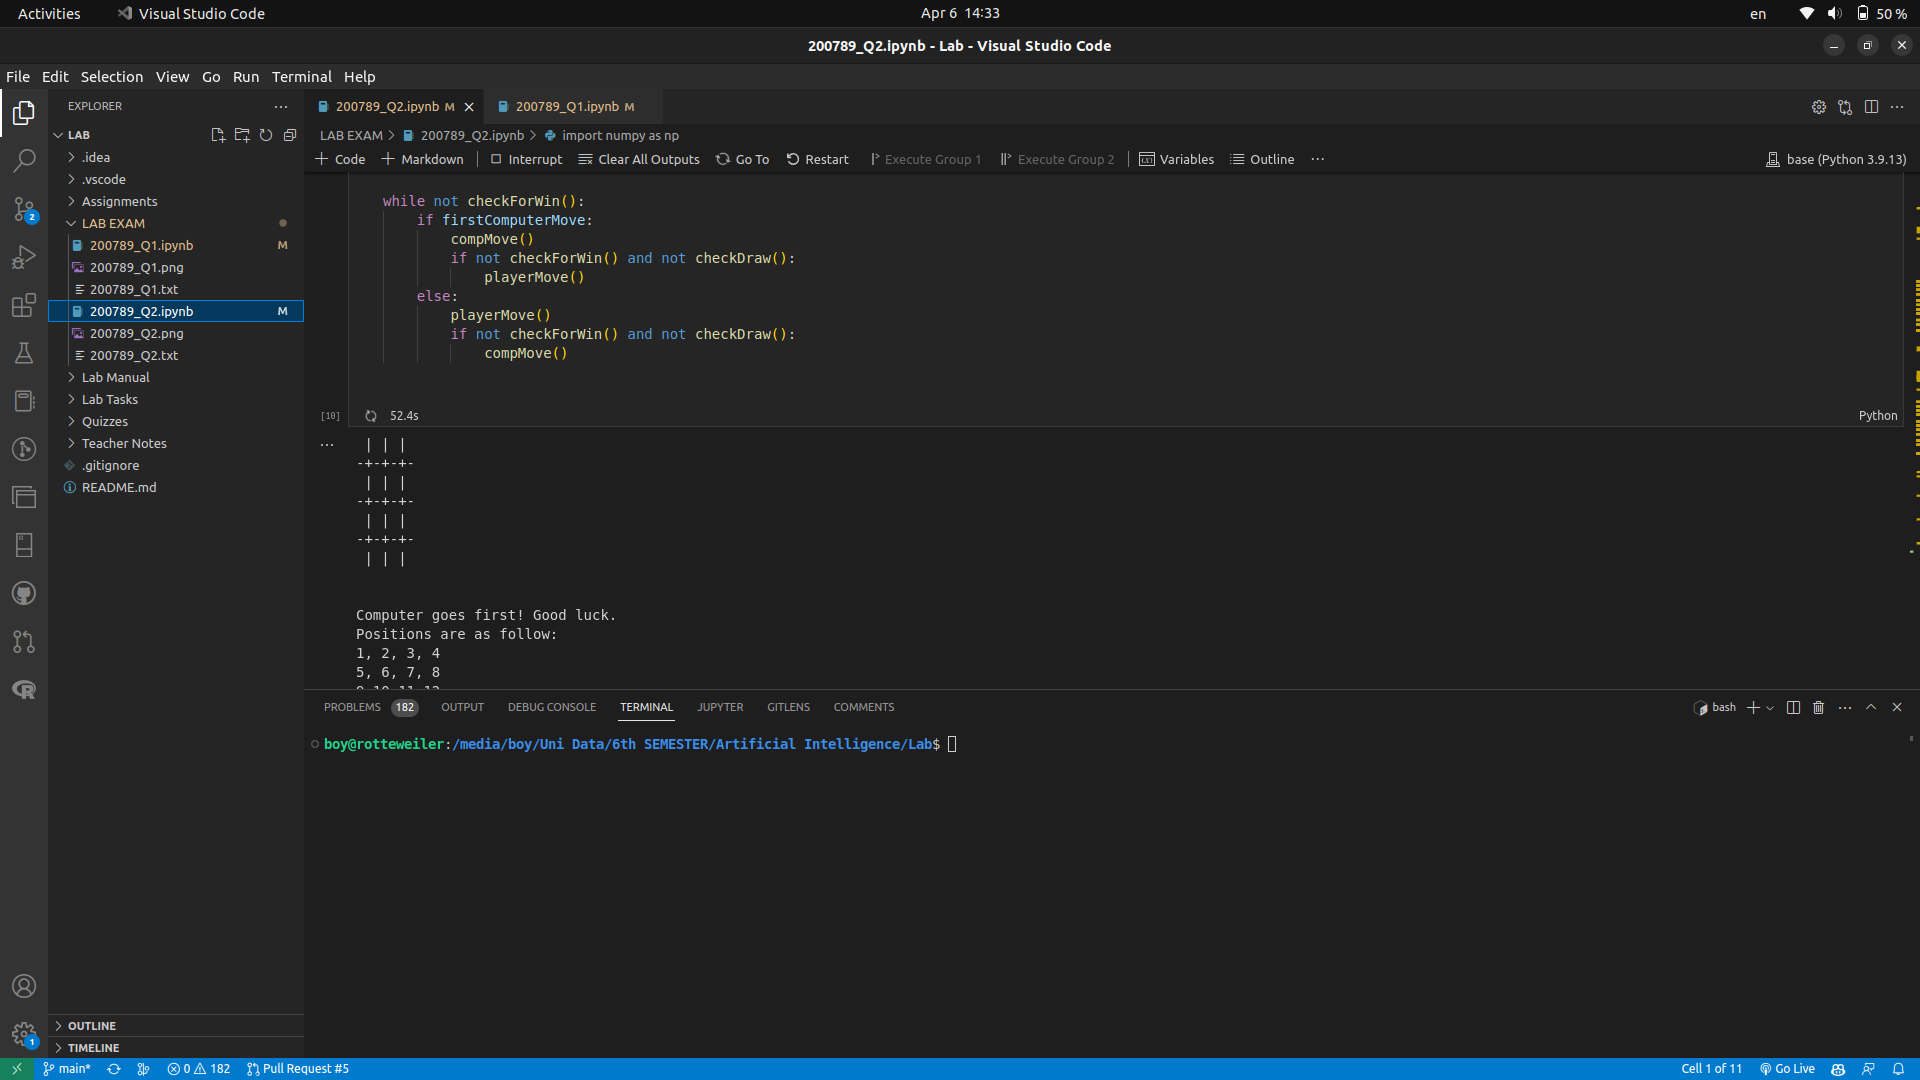 Activities
Visual Studio Code
Apr 6 14:33
en
50 %
200789_Q2.ipynb - Lab - Visual Studio Code
File Edit Selection View Go Run Terminal Help
EXPLORER
LAB
.idea
.vscode
Assignments
LAB EXAM
200789_Q1.ipynb M
200789_Q1.png
200789_Q1.txt
200789_Q2.ipynb M
200789_Q2.png
200789_Q2.txt
Lab Manual
Lab Tasks
Quizzes
Teacher Notes
.gitignore
README.md
OUTLINE
TIMELINE
200789_Q2.ipynb M
200789_Q1.ipynb M
LAB EXAM > 200789_Q2.ipynb > import numpy as np
+ Code + Markdown | Interrupt Clear All Outputs Go To Restart Execute Group 1 Execute Group 2 | Variables Outline ...
base (Python 3.9.13)
while not checkForWin():
if firstComputerMove:
compMove()
if not checkForWin() and not checkDraw():
playerMove()
else:
playerMove()
if not checkForWin() and not checkDraw():
compMove()
[10] 52.4s
Python
| | |
-+-+-+-
| | |
-+-+-+-
| | |
-+-+-+-
| | |
Computer goes first! Good luck.
Positions are as follow:
1, 2, 3, 4
5, 6, 7, 8
PROBLEMS 182 OUTPUT DEBUG CONSOLE TERMINAL JUPYTER GITLENS COMMENTS
bash
boy@rotteweiler:/media/boy/Uni Data/6th SEMESTER/Artificial Intelligence/Lab$
2
1
main* 0 182 Pull Request #5
Cell 1 of 11 Go Live